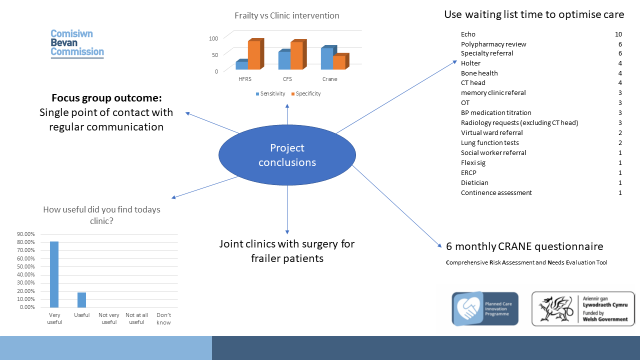 Comisiwn
Bevan
Commission
Frailty vs Clinic intervention
100
50
0
HFRS
CFS
Crane
Sensitivity
Specificity
Use waiting list time to optimise care
Echo 10
Polypharmacy review 6
Specialty referral 6
Holter 4
Bone health 4
CT head 4
memory clinic referral 3
OT 3
BP medication titration 3
Radiology requests (excluding CT head) 3
Virtual ward referral 2
Lung function tests 2
Social worker referral 1
Flexi sig 1
ERCP 1
Dietician 1
Continence assessment 1
Focus group outcome:
Single point of contact with
regular communication
Project
conclusions
How useful did you find todays
clinic?
90.00%
80.00%
70.00%
60.00%
50.00%
40.00%
30.00%
20.00%
10.00%
0.00%
Very
useful
Useful
Not very
useful
Not at all
useful
Don't
know
Joint clinics with surgery for
frailer patients
6 monthly CRANE questionnaire
Comprehensive Risk Assessment and Needs Evaluation Tool
Planned Care
Innovation
Programme
Ariennir gan
Lywodraeth Cymru
Funded by
Welsh Government